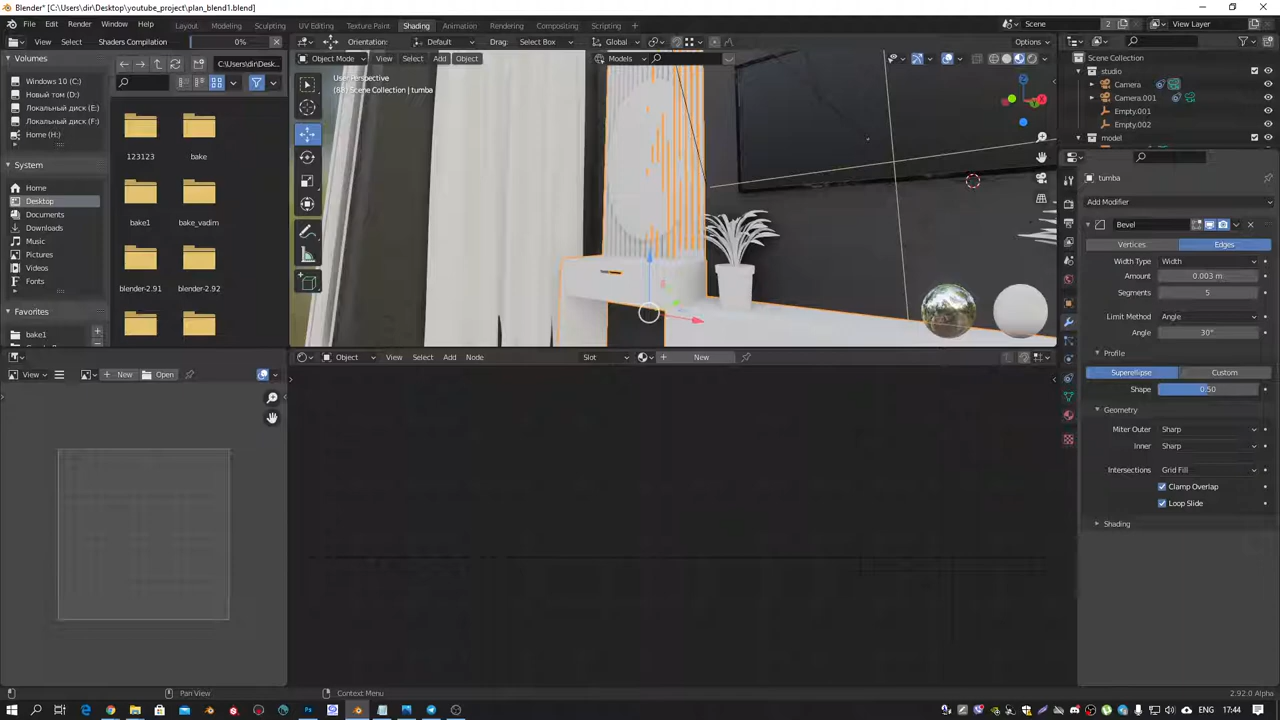 Blender* [C:\Users\dir\Desktop\youtube_project\plan_blend1.blend]
File Edit Render Window Help Layout Modeling Sculpting UV Editing Texture Paint Shading Animation Rendering Compositing Scripting Scene 2 View Layer
View Select Shaders Compilation 0%
Orientation: Default Drag: Select Box Global Options
Volumes
Windows 10 (C:)
Новый том (D:)
Локальный диск (E:)
Локальный диск (F:)
Home (H:)
System
Home
Desktop
Documents
Downloads
Music
Pictures
Videos
Fonts
Favorites
bake1
C:\Users\dir\Deskt...
123123
bake
bake1
bake_vadim
blender-2.91
blender-2.92
Object Mode View Select Add Object Models
User Perspective
(88) Scene Collection | tumba
Scene Collection
studio
Camera
Camera.001
Empty.001
Empty.002
model
tumba
Add Modifier
Bevel
Vertices Edges
Width Type Width
Amount 0.003 m
Segments 5
Limit Method Angle
Angle 30°
Profile
Superellipse Custom
Shape 0.50
Geometry
Miter Outer Sharp
Inner Sharp
Intersections Grid Fill
Clamp Overlap
Loop Slide
Shading
View New Open
Object View Select Add Node Slot New
Pan View Context Menu 2.92.0 Alpha
ENG 17:44